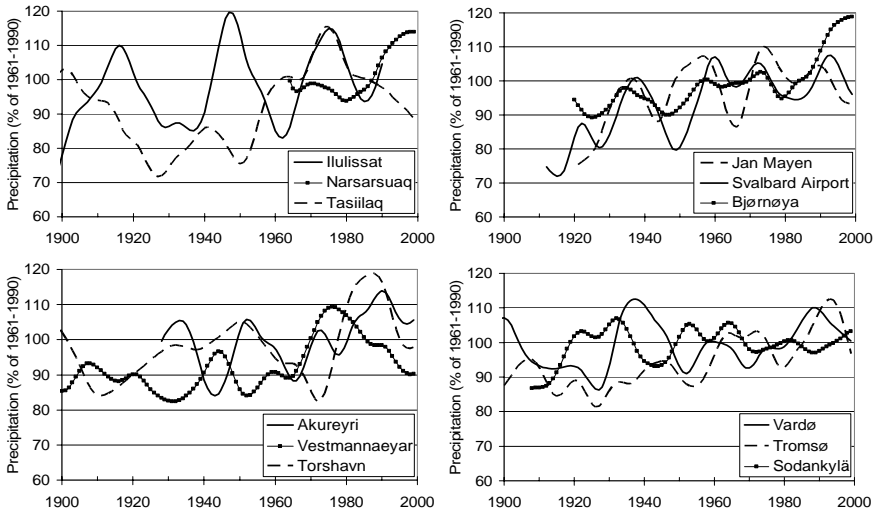 Precipitation (% of 1961-1990)
120
110
100
90
80
70
60
1900 1920 1940 1960 1980 2000
Ilulissat
Narsarsuaq
Tasiilaq
Precipitation (% of 1961-1990)
120
110
100
90
80
70
60
1900 1920 1940 1960 1980 2000
Jan Mayen
Svalbard Airport
Bjørnøya
Precipitation (% of 1961-1990)
120
110
100
90
80
70
60
1900 1920 1940 1960 1980 2000
Akureyri
Vestmannaeyar
Torshavn
Precipitation (% of 1961-1990)
120
110
100
90
80
70
60
1900 1920 1940 1960 1980 2000
Vardø
Tromsø
Sodankylä